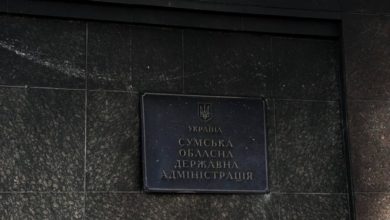 УКРАЇНА
СУМСЬКА
ОБЛАСНА
ДЕРЖАВНА
АДМІНІСТРАЦІЯ